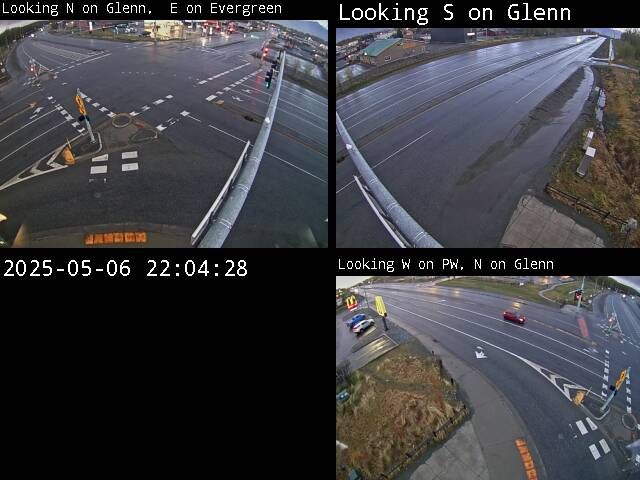 Looking N on Glenn,  E on Evergreen
Looking S on Glenn
2025-05-06 22:04:28
Looking W on PW, N on Glenn